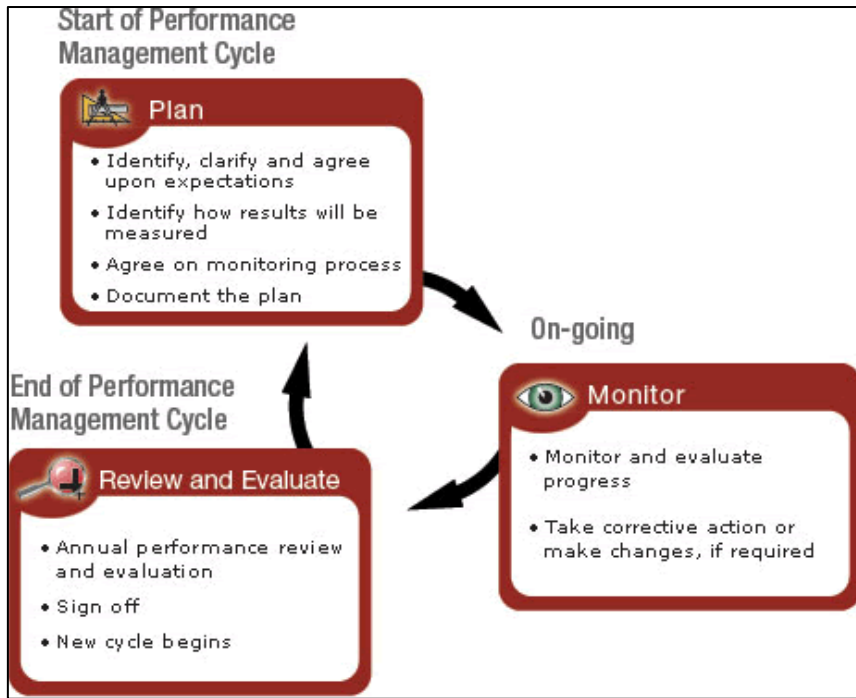 Start of Performance
Management Cycle
Plan
• Identify, clarify and agree
upon expectations
• Identify how results will be
measured
• Agree on monitoring process
• Document the plan
On-going
Monitor
• Monitor and evaluate
progress
• Take corrective action or
make changes, if required
End of Performance
Management Cycle
Review and Evaluate
• Annual performance review
and evaluation
• Sign off
• New cycle begins